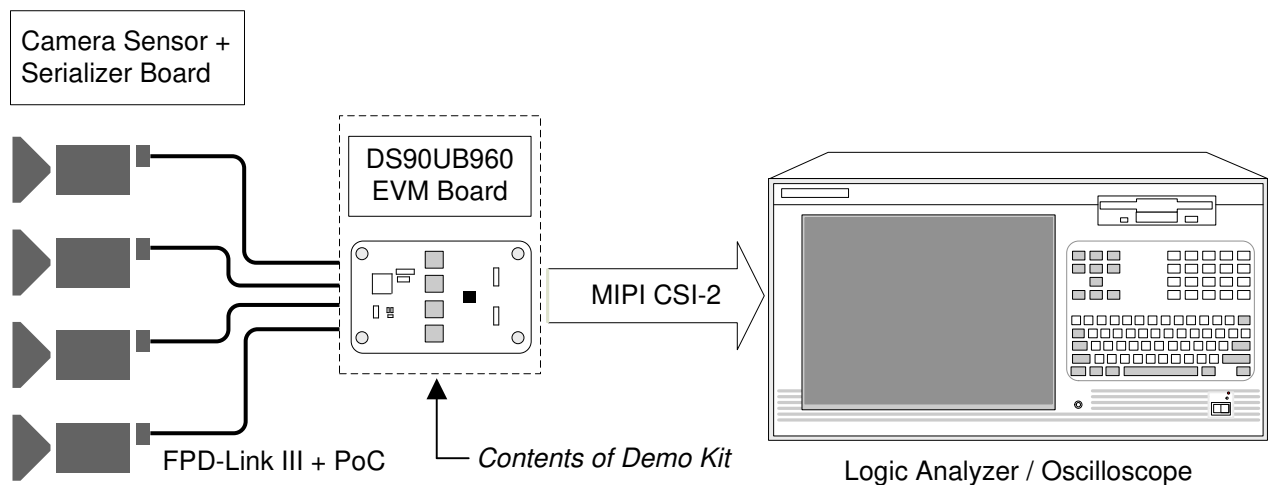 Camera Sensor +
Serializer Board
DS90UB960
EVM Board
MIPI CSI-2
FPD-Link III + PoC
Contents of Demo Kit
Logic Analyzer / Oscilloscope